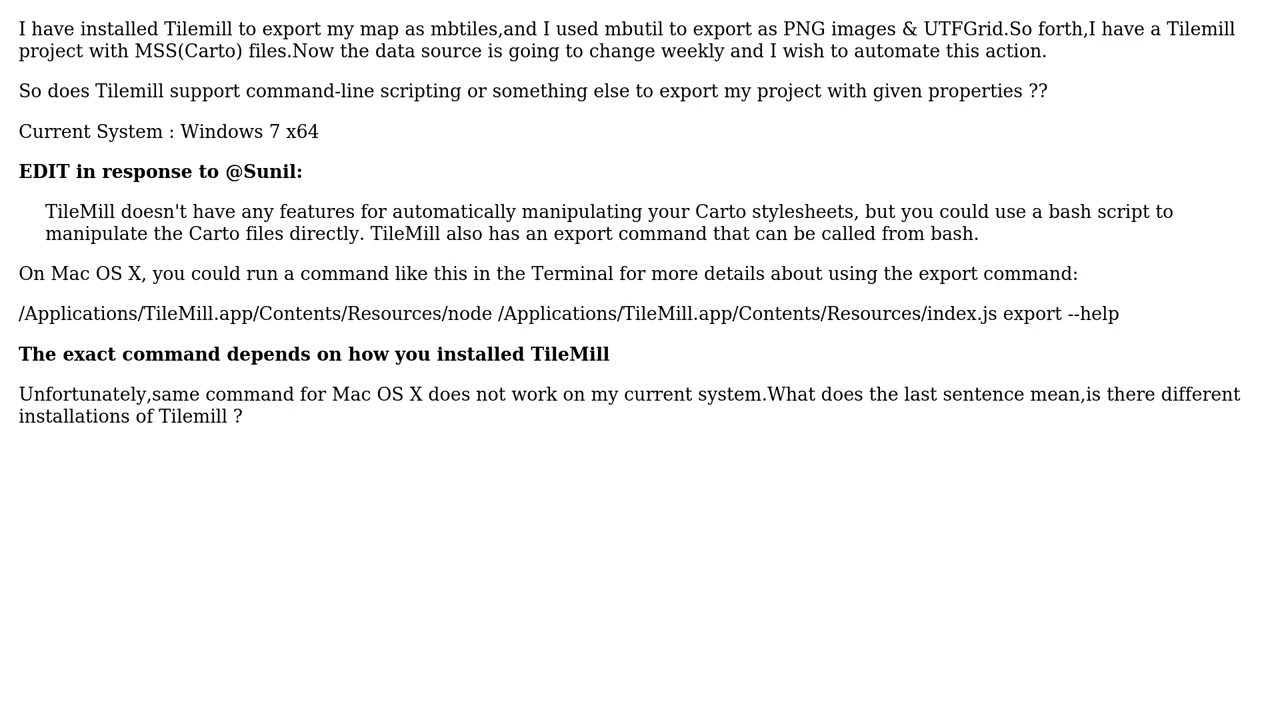 I have installed Tilemill to export my map as mbtiles,and I used mbutil to export as PNG images & UTFGrid.So forth,I have a Tilemill
project with MSS(Carto) files.Now the data source is going to change weekly and I wish to automate this action.
So does Tilemill support command-line scripting or something else to export my project with given properties ??
Current System : Windows 7 x64
EDIT in response to @Sunil:
TileMill doesn't have any features for automatically manipulating your Carto stylesheets, but you could use a bash script to
manipulate the Carto files directly. TileMill also has an export command that can be called from bash.
On Mac OS X, you could run a command like this in the Terminal for more details about using the export command:
/Applications/TileMill.app/Contents/Resources/node /Applications/TileMill.app/Contents/Resources/index.js export --help
The exact command depends on how you installed TileMill
Unfortunately,same command for Mac OS X does not work on my current system.What does the last sentence mean,is there different
installations of Tilemill ?